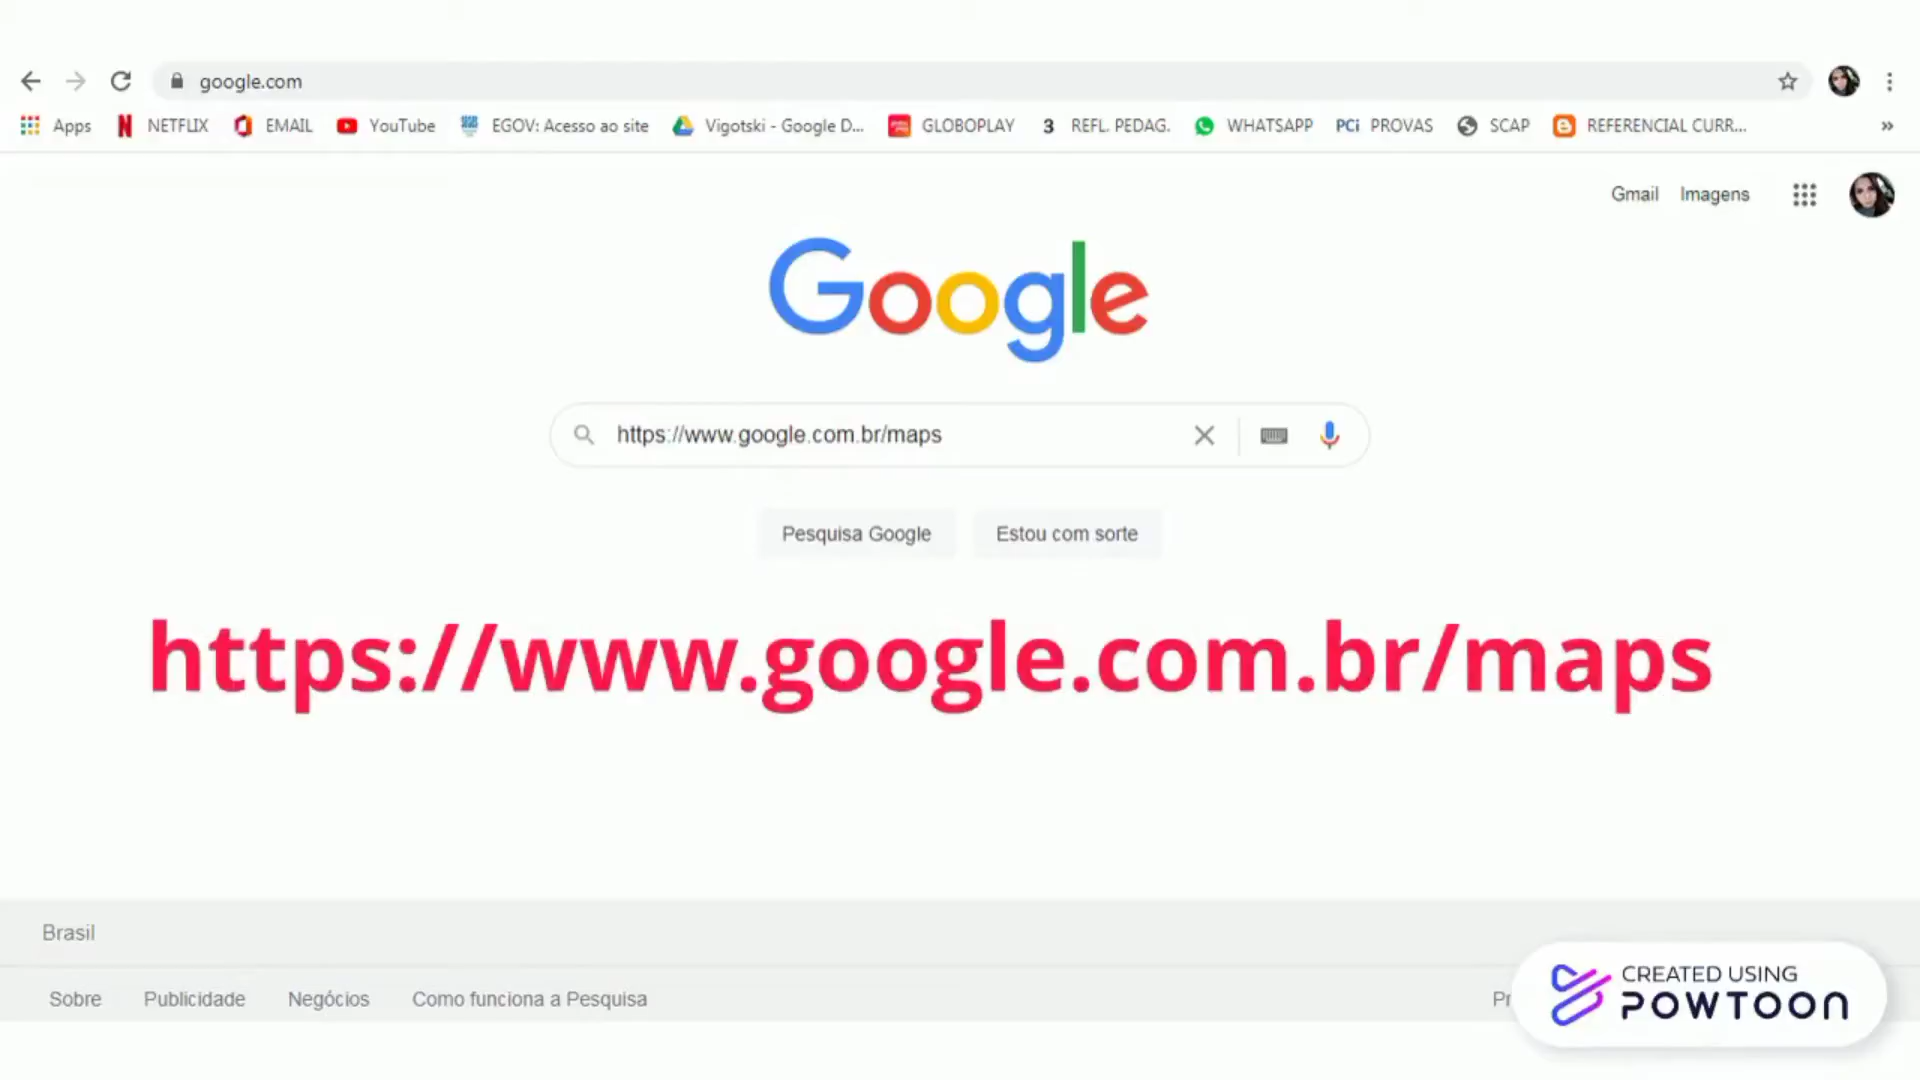 google.com
Apps NETFLIX EMAIL YouTube EGOV: Acesso ao site Vigotski - Google D... GLOBOPLAY 3 REFL. PEDAG. WHATSAPP PCi PROVAS SCAP REFERENCIAL CURR... »
Gmail Imagens
Google
https://www.google.com.br/maps
Pesquisa Google Estou com sorte
https://www.google.com.br/maps
Brasil
Sobre Publicidade Negócios Como funciona a Pesquisa
CREATED USING
POWTOON